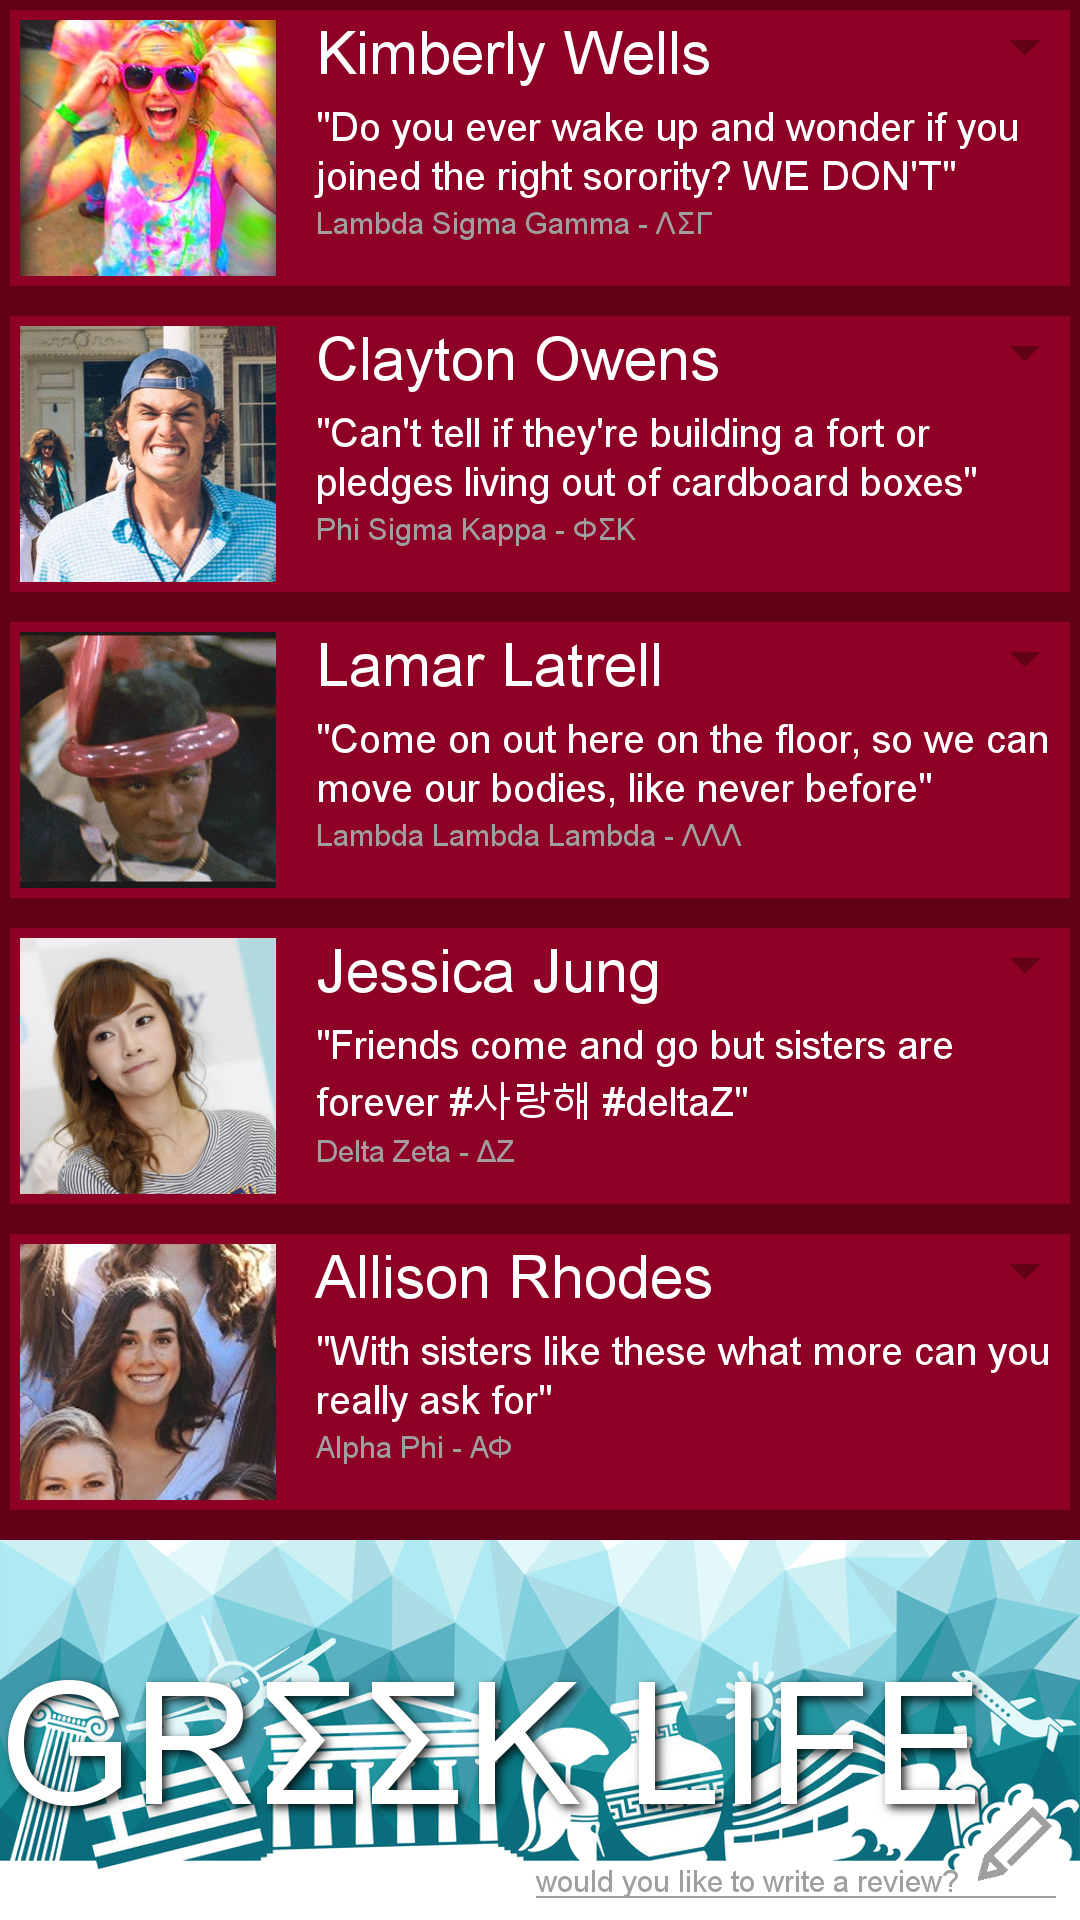 Kimberly Wells
"Do you ever wake up and wonder if you
joined the right sorority? WE DON'T"
Lambda Sigma Gamma - ΛΣΓ
Clayton Owens
"Can't tell if they're building a fort or
pledges living out of cardboard boxes"
Phi Sigma Kappa - ΦΣΚ
Lamar Latrell
"Come on out here on the floor, so we can
move our bodies, like never before"
Lambda Lambda Lambda - ΛΛΛ
Jessica Jung
"Friends come and go but sisters are
forever #사랑해 #deltaZ"
Delta Zeta - ΔΖ
Allison Rhodes
"With sisters like these what more can you
really ask for"
Alpha Phi - ΑΦ
GRΣΣK LIFE
would you like to write a review?